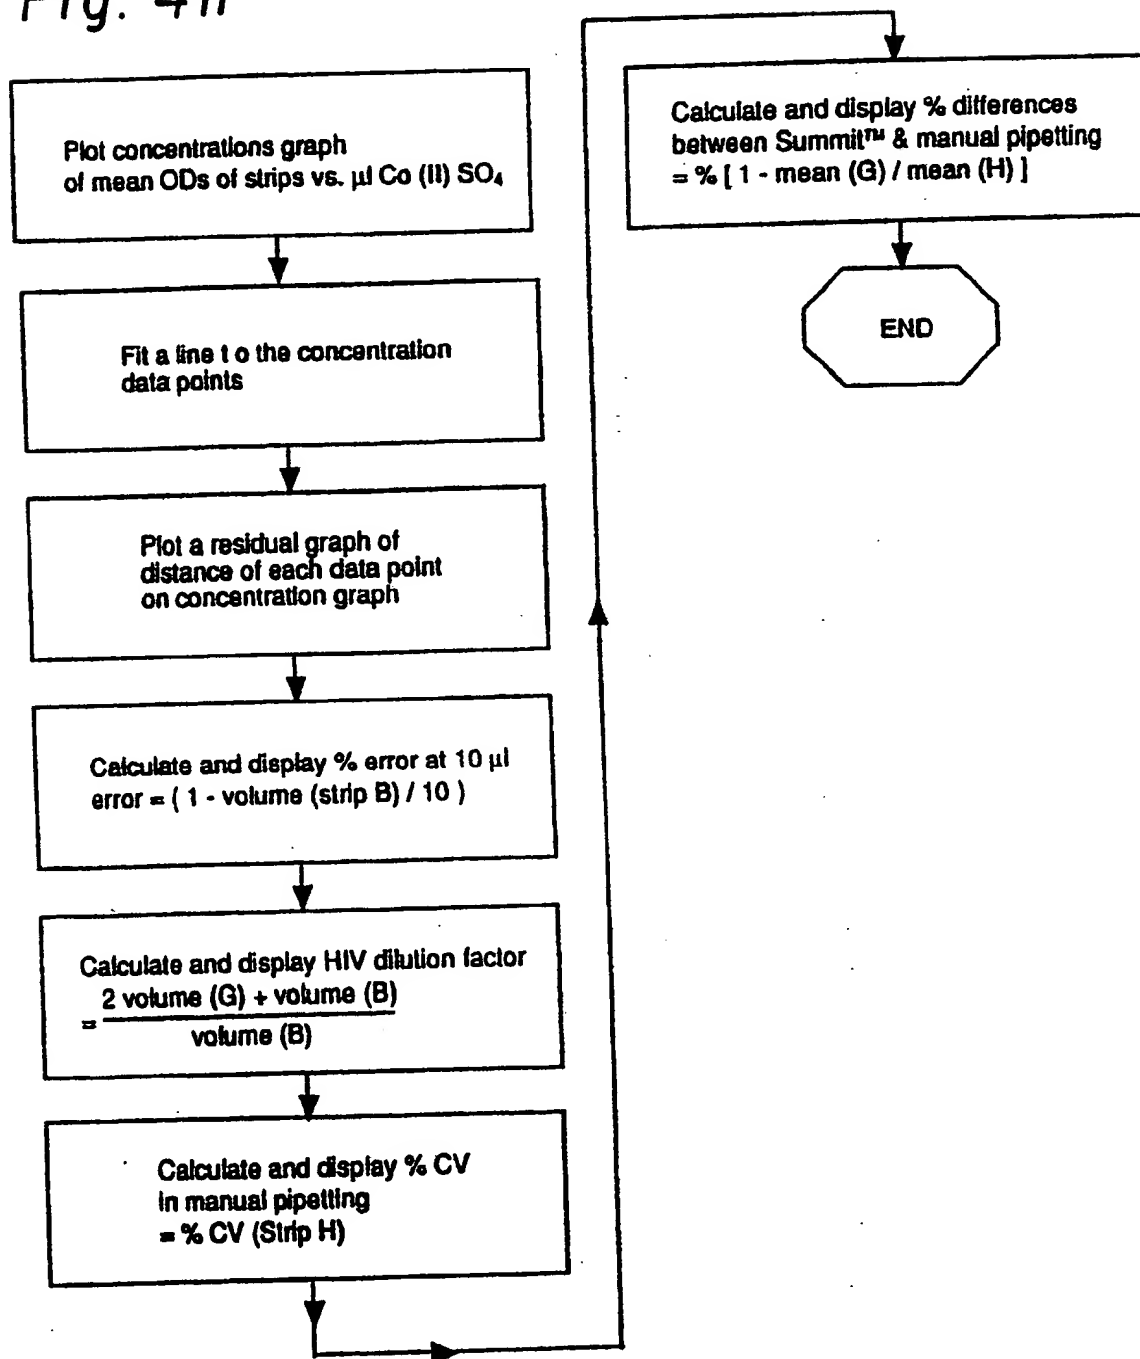 Fig. 4n
Plot concentrations graph
of mean ODs of strips vs. µl Co (II) SO₄
Fit a line t o the concentration
data points
Plot a residual graph of
distance of each data point
on concentration graph
Calculate and display % error at 10 µl
error = ( 1 - volume (strip B) / 10 )
Calculate and display HIV dilution factor
= 2 volume (G) + volume (B)
volume (B)
Calculate and display % CV
in manual pipetting
= % CV (Strip H)
Calculate and display % differences
between Summit™ & manual pipetting
= % [ 1 - mean (G) / mean (H) ]
END